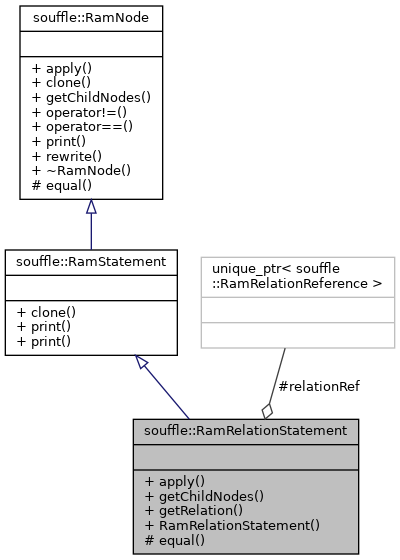 souffle::RamNode
+ apply()
+ clone()
+ getChildNodes()
+ operator!=()
+ operator==()
+ print()
+ rewrite()
+ ~RamNode()
# equal()
souffle::RamStatement
+ clone()
+ print()
+ print()
unique_ptr< souffle
::RamRelationReference >
#relationRef
souffle::RamRelationStatement
+ apply()
+ getChildNodes()
+ getRelation()
+ RamRelationStatement()
# equal()